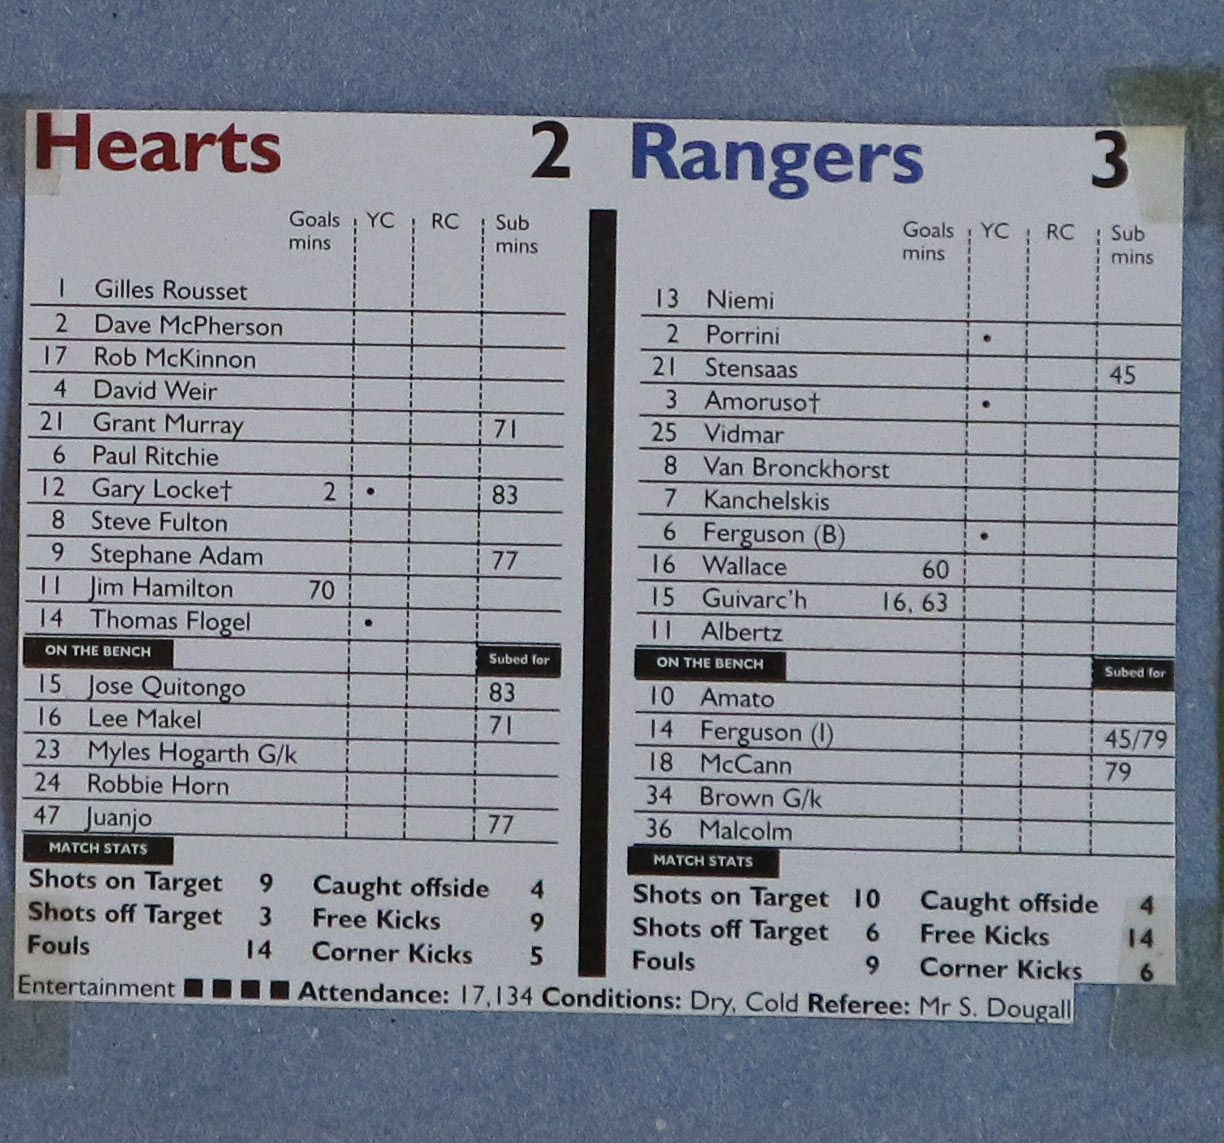 Hearts 2
Goals mins YC RC Sub mins
1 Gilles Rousset
2 Dave McPherson
17 Rob McKinnon
4 David Weir
21 Grant Murray 71
6 Paul Ritchie
12 Gary Locke† 2 • 83
8 Steve Fulton
9 Stephane Adam 77
11 Jim Hamilton 70
14 Thomas Flogel •
ON THE BENCH Subed for
15 Jose Quitongo 83
16 Lee Makel 71
23 Myles Hogarth G/k
24 Robbie Horn
47 Juanjo 77
MATCH STATS
Shots on Target 9 Caught offside 4
Shots off Target 3 Free Kicks 9
Fouls 14 Corner Kicks 5
Rangers 3
Goals mins YC RC Sub mins
13 Niemi
2 Porrini •
21 Stensaas 45
3 Amoruso† •
25 Vidmar
8 Van Bronckhorst
7 Kanchelskis
6 Ferguson (B) •
16 Wallace 60
15 Guivarc'h 16, 63
11 Albertz
ON THE BENCH Subed for
10 Amato
14 Ferguson (I) 45/79
18 McCann 79
34 Brown G/k
36 Malcolm
MATCH STATS
Shots on Target 10 Caught offside 4
Shots off Target 6 Free Kicks 14
Fouls 9 Corner Kicks 6
Entertainment ■ ■ ■ ■ Attendance: 17,134 Conditions: Dry, Cold Referee: Mr S. Dougall